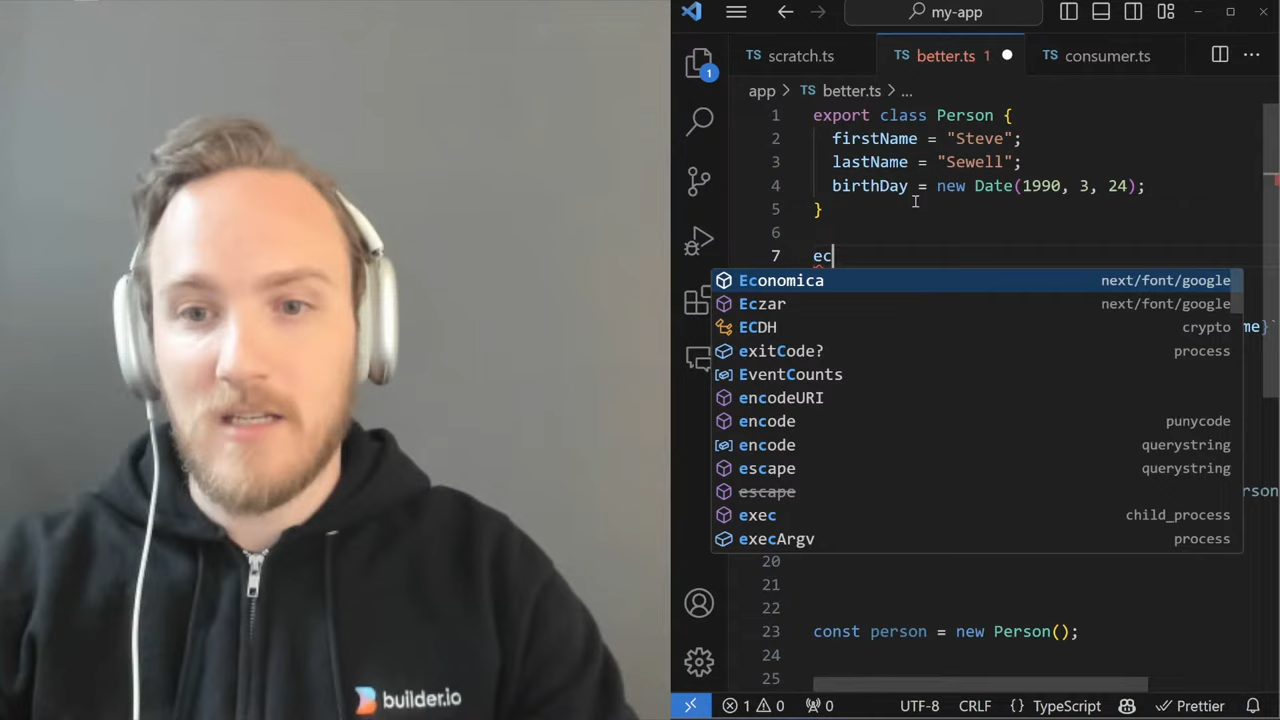 my-app
TS scratch.ts
TS better.ts 1
TS consumer.ts
1
app > TS better.ts > ...
1 export class Person {
2 firstName = "Steve";
3 lastName = "Sewell";
4 birthDay = new Date(1990, 3, 24);
5 }
6
7 ec
Economica next/font/google
Eczar next/font/google
ECDH crypto
me}
exitCode? process
EventCounts
encodeURI
encode punycode
encode querystring
escape querystring
escape
rson
exec child_process
execArgv process
20
21
22
23 const person = new Person();
24
25
builder.io
1 0 0 UTF-8 CRLF {} TypeScript Prettier